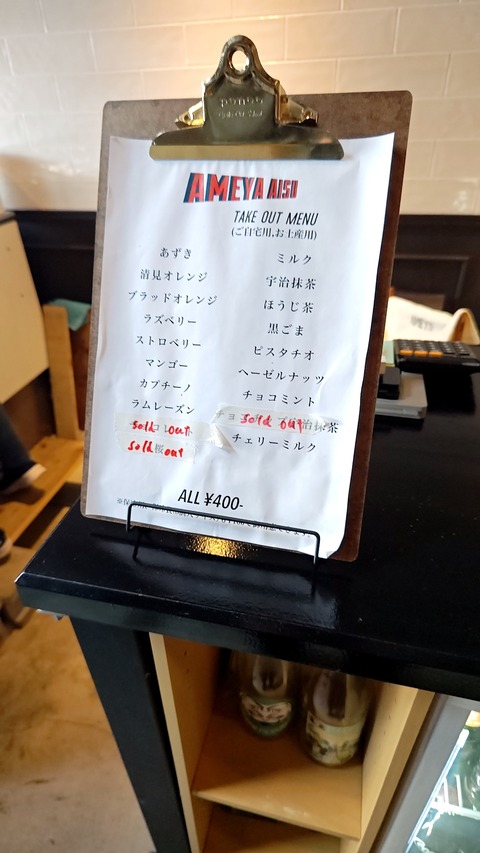 AMEYA AISU
TAKE OUT MENU
(ご自宅用,お土産用)
あずき
清見オレンジ
ブラッドオレンジ
ラズベリー
ストロベリー
マンゴー
カプチーノ
ラムレーズン
sold out
sold 桜 out
ミルク
宇治抹茶
ほうじ茶
黒ごま
ピスタチオ
ヘーゼルナッツ
チョコミント
sold out 抹茶
チェリーミルク
ALL ¥400-